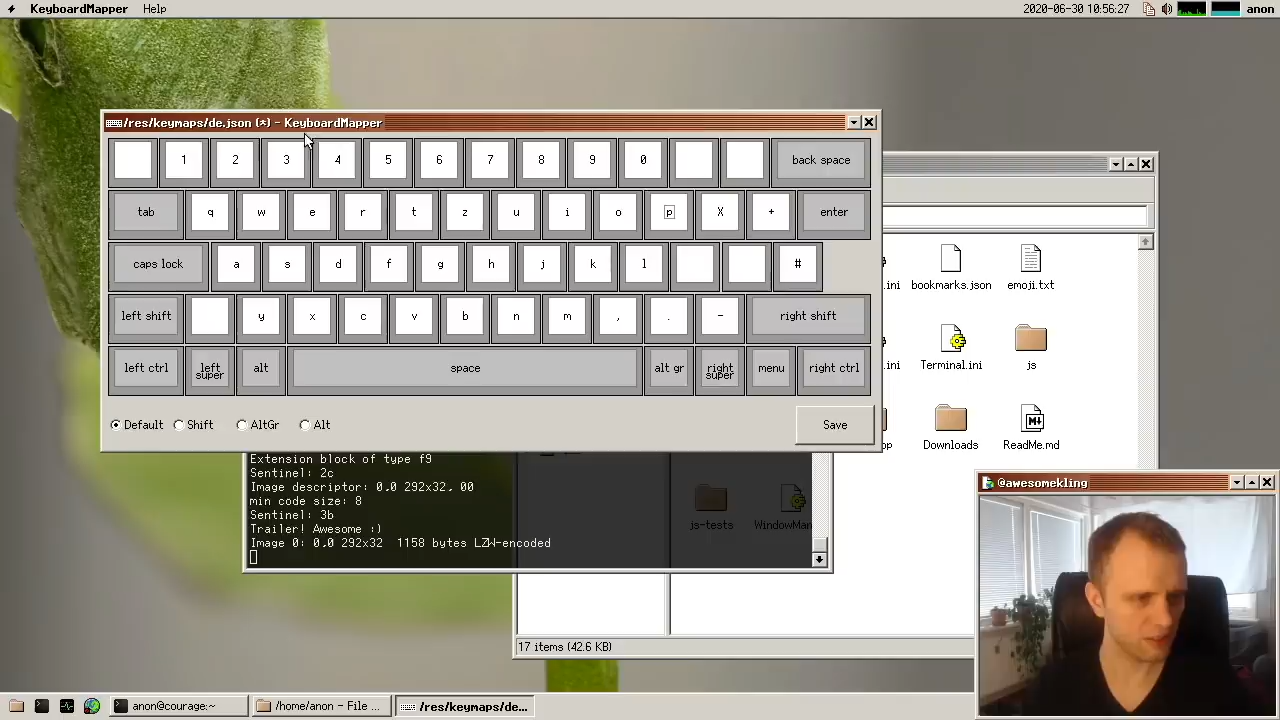 KeyboardMapper Help 2020-06-30 10:56:27 anon
/res/keymaps/de.json (*) - KeyboardMapper
1 2 3 4 5 6 7 8 9 0 back space
tab q w e r t z u i o p X + enter
caps lock a s d f g h j k l #
left shift y x c v b n m , . - right shift
left ctrl left super alt space alt gr right super menu right ctrl
Default Shift AltGr Alt Save
.ini bookmarks.json emoji.txt
.ini Terminal.ini js
Downloads ReadMe.md
Extension block of type f9
Sentinel: 2c
Image descriptor: 0,0 292x32, 00
min code size: 8
Sentinel: 3b
Trailer! Awesome :)
Image 0: 0,0 292x32 1158 bytes LZW-encoded
js-tests WindowMan
17 items (42.6 KB)
@awesomekling
anon@courage:~ /home/anon - File ... /res/keymaps/de...